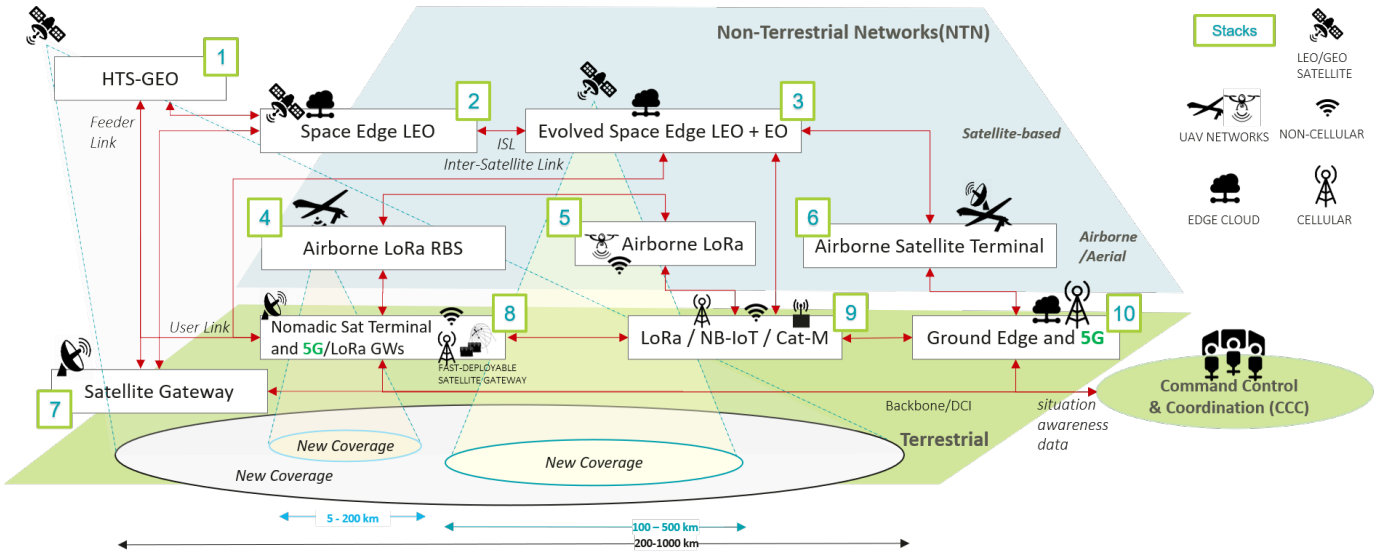 Non-Terrestrial Networks(NTN)
Stacks
LEO/GEO
SATELLITE
1
HTS-GEO
2
3
Feeder
Link
Space Edge LEO
Evolved Space Edge LEO + EO
ISL
Inter-Satellite Link
Satellite-based
UAV NETWORKS
NON-CELLULAR
4
5
6
EDGE CLOUD
CELLULAR
Airborne LoRa RBS
Airborne LoRa
Airborne Satellite Terminal
Airborne
/Aerial
User Link
8
9
10
Nomadic Sat Terminal
and 5G/LoRa GWs
FAST-DEPLOYABLE
SATELLITE GATEWAY
LoRa / NB-IoT / Cat-M
Ground Edge and 5G
7
Satellite Gateway
Command Control
& Coordination (CCC)
Backbone/DCI
situation
awareness
data
Terrestrial
New Coverage
New Coverage
New Coverage
5 - 200 km
100 – 500 km
200-1000 km